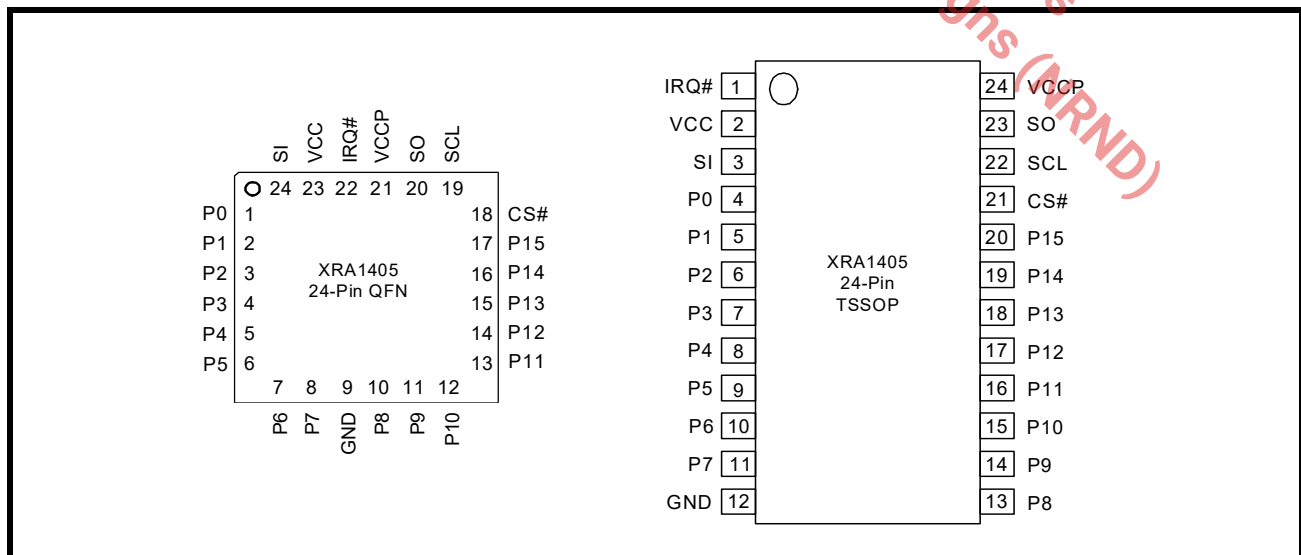 SI VCC IRQ# VCCP SO SCL
24 23 22 21 20 19
P0 1 18 CS#
P1 2 17 P15
P2 3 16 P14
P3 4 15 P13
P4 5 14 P12
P5 6 13 P11
XRA1405
24-Pin QFN
7 8 9 10 11 12
P6 P7 GND P8 P9 P10
IRQ# 1 24 VCCP
VCC 2 23 SO
SI 3 22 SCL
P0 4 21 CS#
P1 5 20 P15
P2 6 19 P14
P3 7 18 P13
P4 8 17 P12
P5 9 16 P11
P6 10 15 P10
P7 11 14 P9
GND 12 13 P8
XRA1405
24-Pin
TSSOP
(NRND)